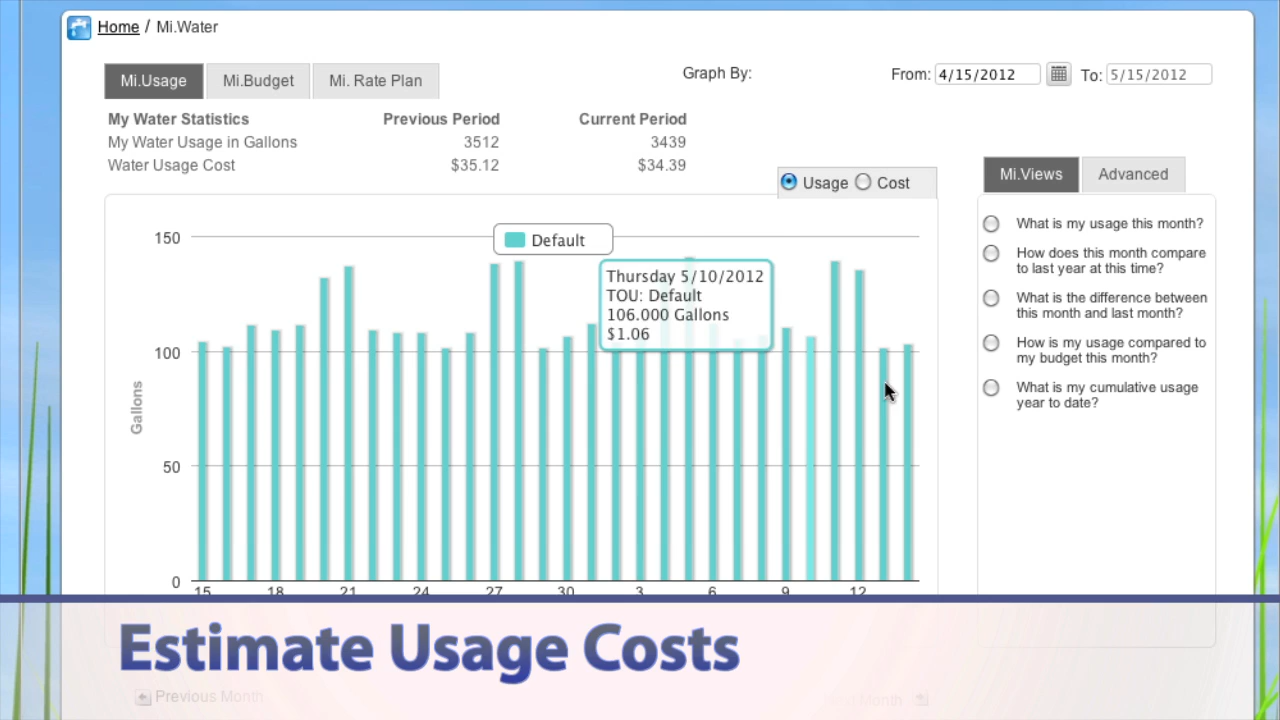 Home / Mi.Water
Mi.Usage Mi.Budget Mi. Rate Plan
Graph By:
From: 4/15/2012 To: 5/15/2012
My Water Statistics Previous Period Current Period
My Water Usage in Gallons 3512 3439
Water Usage Cost $35.12 $34.39
Usage Cost
Mi.Views Advanced
What is my usage this month?
How does this month compare
to last year at this time?
What is the difference between
this month and last month?
How is my usage compared to
my budget this month?
What is my cumulative usage
year to date?
Default
Thursday 5/10/2012
TOU: Default
106.000 Gallons
$1.06
150
100
50
0
Gallons
15 18 21 24 27 30 3 6 9 12
Estimate Usage Costs
Previous Month Next Month